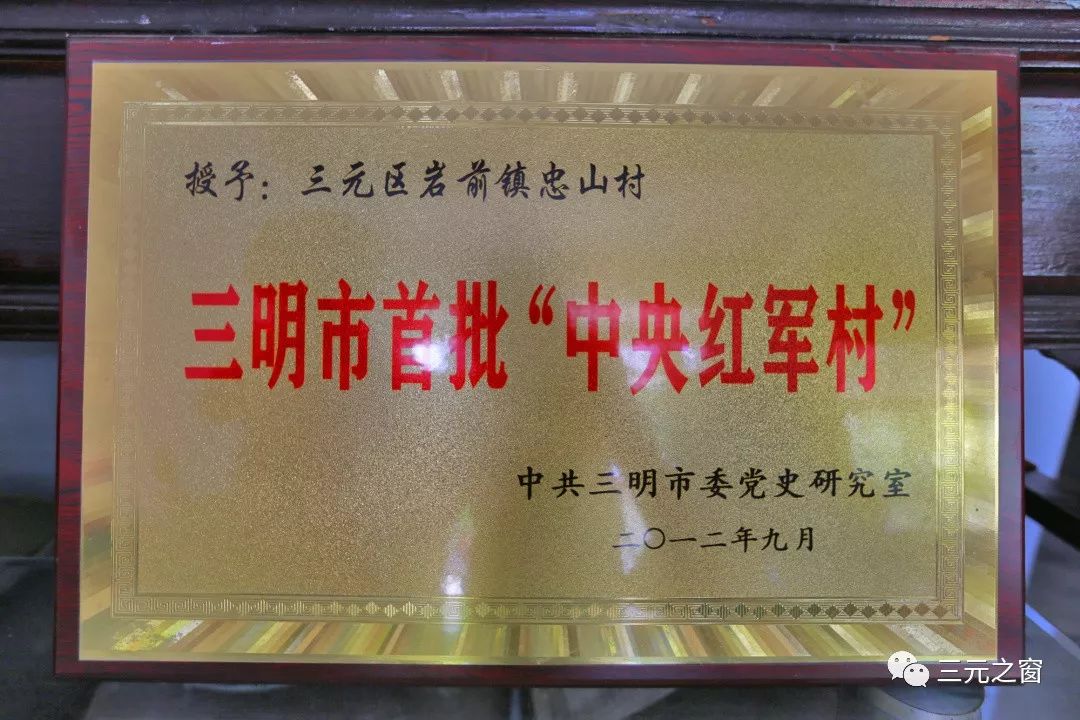 授予：三元区岩前镇忠山村
三明市首批“中央红军村”
中共三明市委党史研究室
二〇一二年九月
三元之窗